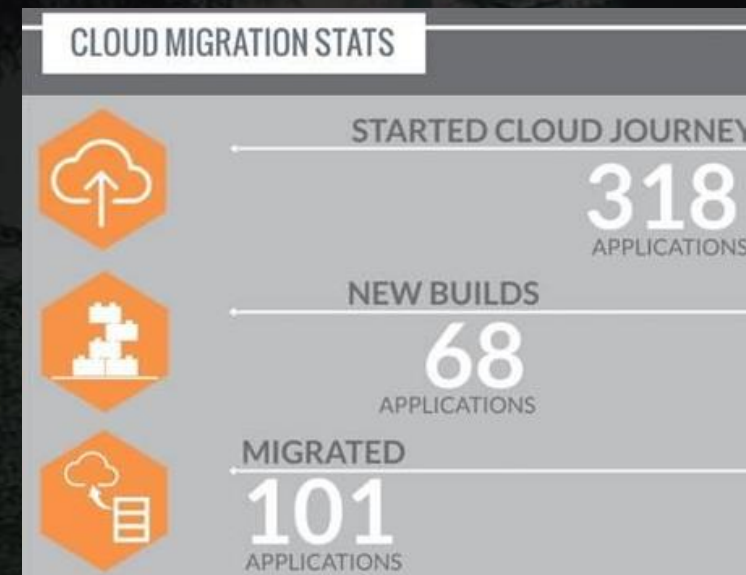 CLOUD MIGRATION STATS
STARTED CLOUD JOURNEY
318
APPLICATIONS
NEW BUILDS
68
APPLICATIONS
MIGRATED
101
APPLICATIONS